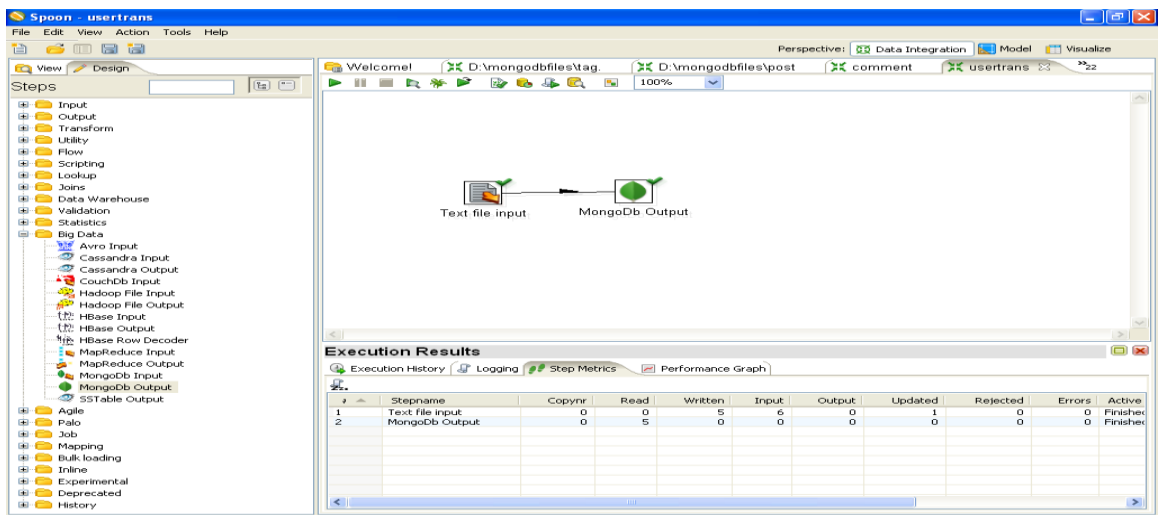 Spoon - usertrans
File Edit View Action Tools Help
Perspective: Data Integration Model Visualize
View Design
Steps
Input
Output
Transform
Utility
Flow
Scripting
Lookup
Joins
Data Warehouse
Validation
Statistics
Big Data
Avro Input
Cassandra Input
Cassandra Output
CouchDb Input
Hadoop File Input
Hadoop File Output
HBase Input
HBase Output
HBase Row Decoder
MapReduce Input
MapReduce Output
MongoDb Input
MongoDb Output
SSTable Output
Agile
Palo
Job
Mapping
Bulk loading
Inline
Experimental
Deprecated
History
Welcome! D:\mongodbfiles\tag. D:\mongodbfiles\post comment usertrans »22
100%
Text file input MongoDb Output
Execution Results
Execution History Logging Step Metrics Performance Graph
Stepname Copynr Read Written Input Output Updated Rejected Errors Active
1 Text file input 0 0 5 6 0 1 0 0 Finished
2 MongoDb Output 0 5 0 0 0 0 0 0 Finished